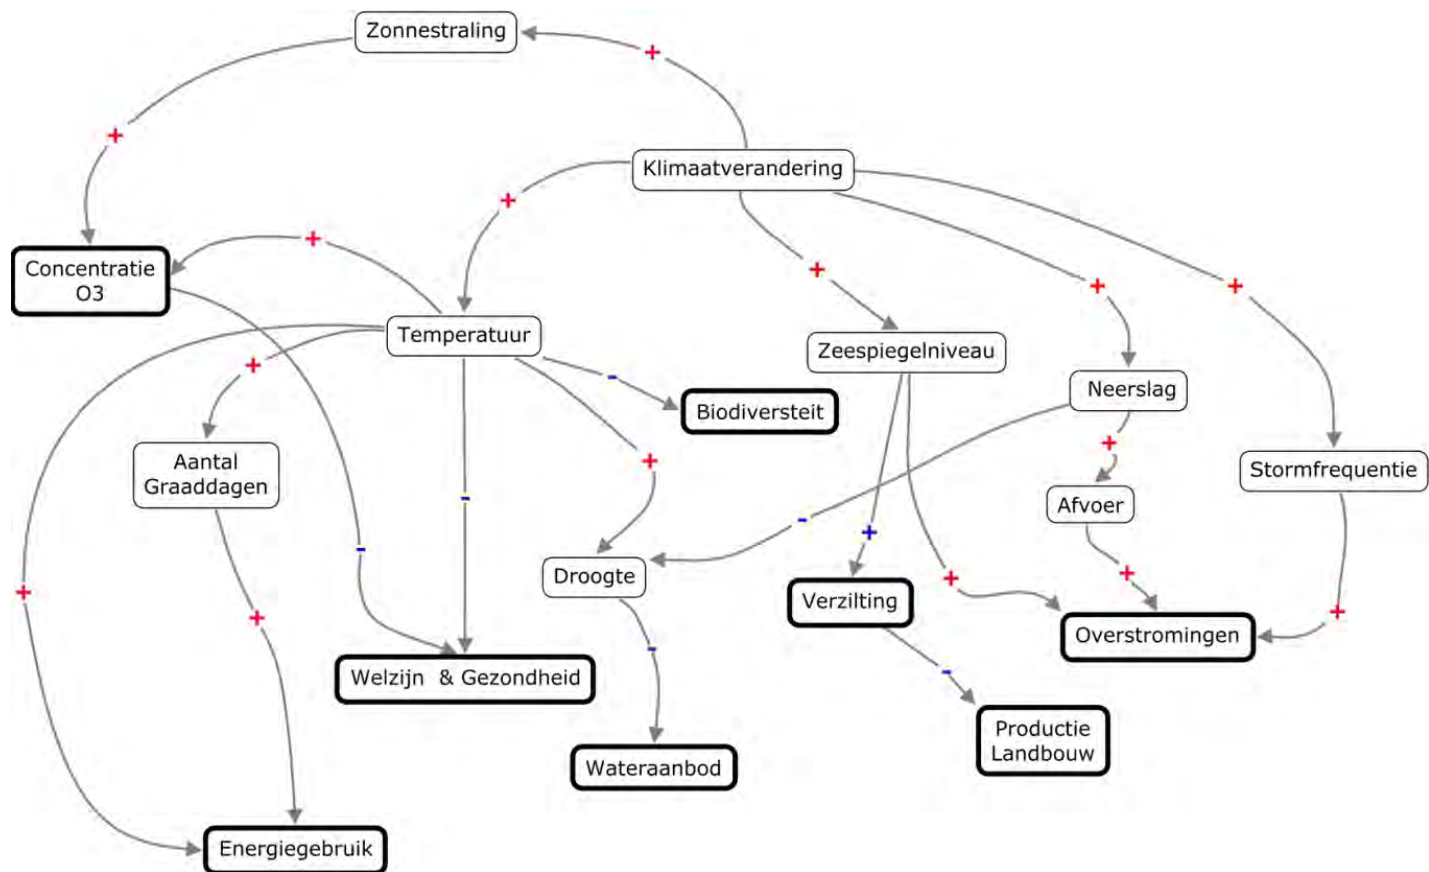 Zonnestraling
+
+
Klimaatverandering
+
+
Concentratie
O3
+
+
+
Temperatuur
Zeespiegelniveau
+
-
Neerslag
Biodiversteit
+
Aantal
Graaddagen
+
Stormfrequentie
-
Afvoer
-
+
-
Droogte
+
+
+
Verzilting
+
+
Overstromingen
-
Welzijn & Gezondheid
-
Productie
Landbouw
Wateraanbod
Energiegebruik